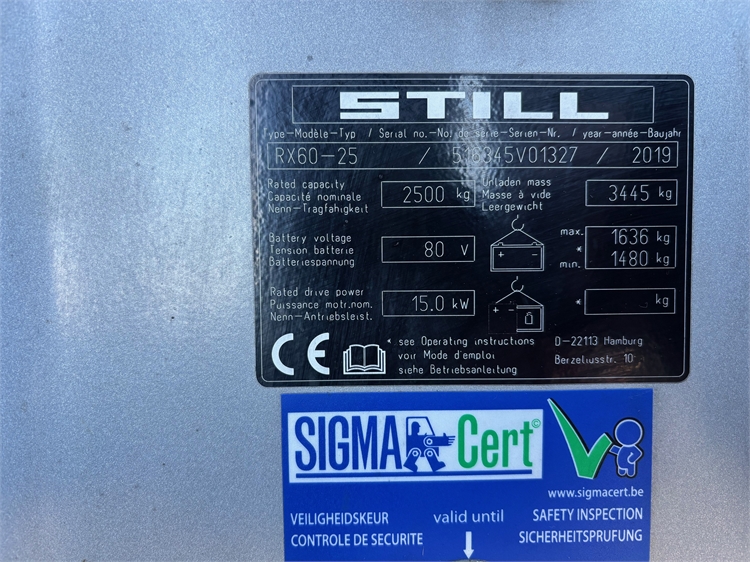 STILL
Type-Modèle-Typ / Serial no.-No. de série-Serien-Nr. / year-année-Baujahr
RX60-25 / 516345V01327 / 2019
Rated capacity
Capacité nominale
Nenn-Tragfähigkeit
2500 kg
Unladen mass
Masse à vide
Leergewicht
3445 kg
Battery voltage
Tension batterie
Batteriespannung
80 V
max. 1636 kg
*
min. 1480 kg
Rated drive power
Puissance motr.nom.
Nenn-Antriebsleist.
15.0 kW
* kg
CE
* see Operating instructions
voir Mode d'emploi
siehe Betriebsanleitung
D-22113 Hamburg
Berzeliusstr. 10
SIGMA Cert©
www.sigmacert.be
VEILIGHEIDSKEUR valid until SAFETY INSPECTION
CONTROLE DE SECURITE SICHERHEITSPRUFUNG